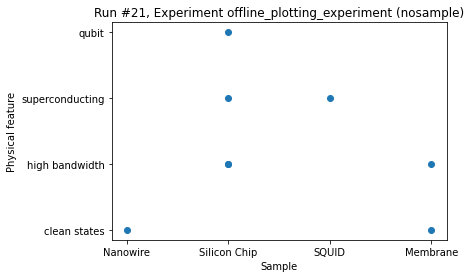 Run #21, Experiment offline_plotting_experiment (nosample)
qubit
superconducting
high bandwidth
clean states
Physical feature
Nanowire Silicon Chip SQUID Membrane
Sample